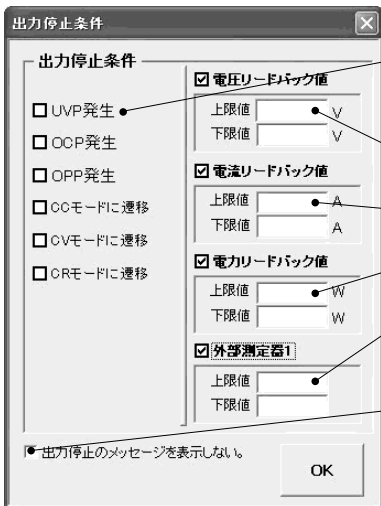 出力停止条件
出力停止条件
UVP発生
OCP発生
OPP発生
CCモードに遷移
CVモードに遷移
CRモードに遷移
電圧リードバック値
上限値 V
下限値 V
電流リードバック値
上限値 A
下限値 A
電力リードバック値
上限値 W
下限値 W
外部測定器1
上限値
下限値
出力停止のメッセージを表示しない。
OK